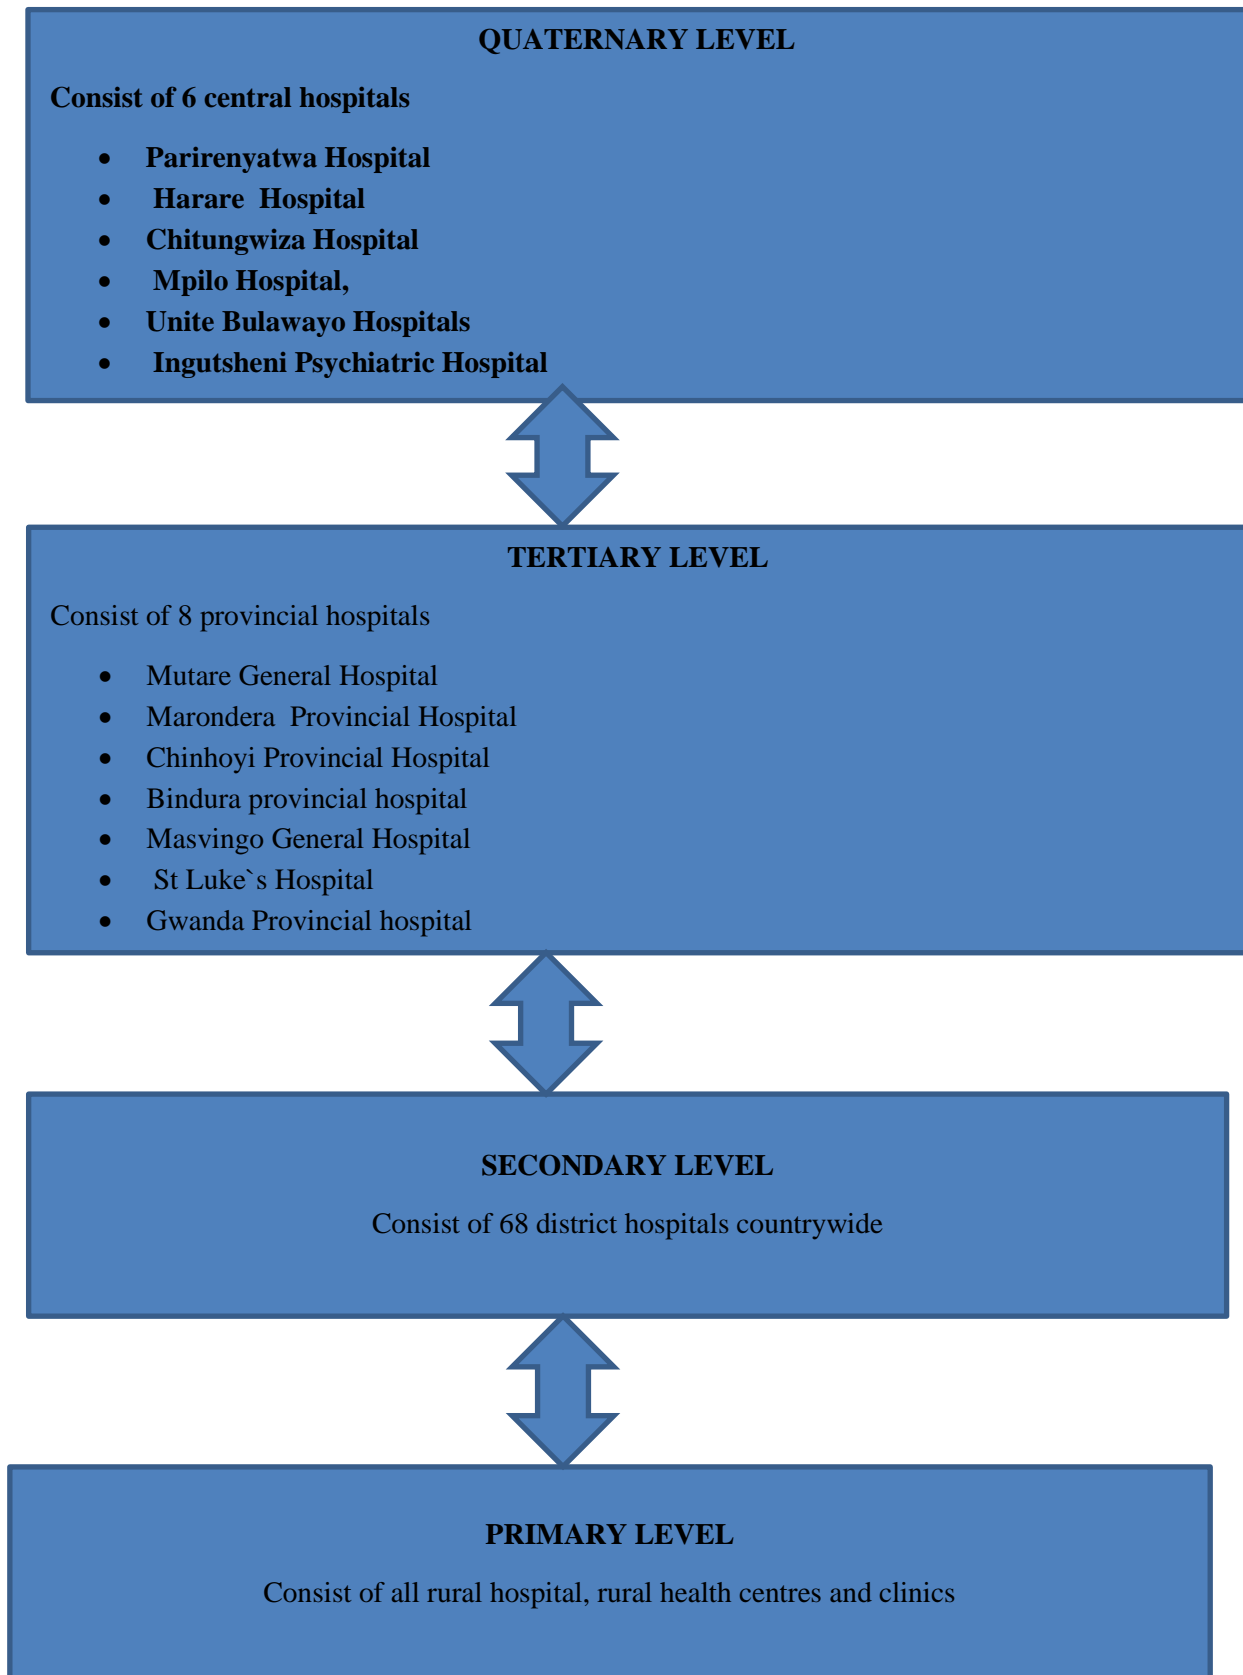 QUATERNARY LEVEL
Consist of 6 central hospitals
• Parirenyatwa Hospital
• Harare Hospital
• Chitungwiza Hospital
• Mpilo Hospital,
• Unite Bulawayo Hospitals
• Ingutsheni Psychiatric Hospital
TERTIARY LEVEL
Consist of 8 provincial hospitals
• Mutare General Hospital
• Marondera Provincial Hospital
• Chinhoyi Provincial Hospital
• Bindura provincial hospital
• Masvingo General Hospital
• St Luke`s Hospital
• Gwanda Provincial hospital
SECONDARY LEVEL
Consist of 68 district hospitals countrywide
PRIMARY LEVEL
Consist of all rural hospital, rural health centres and clinics